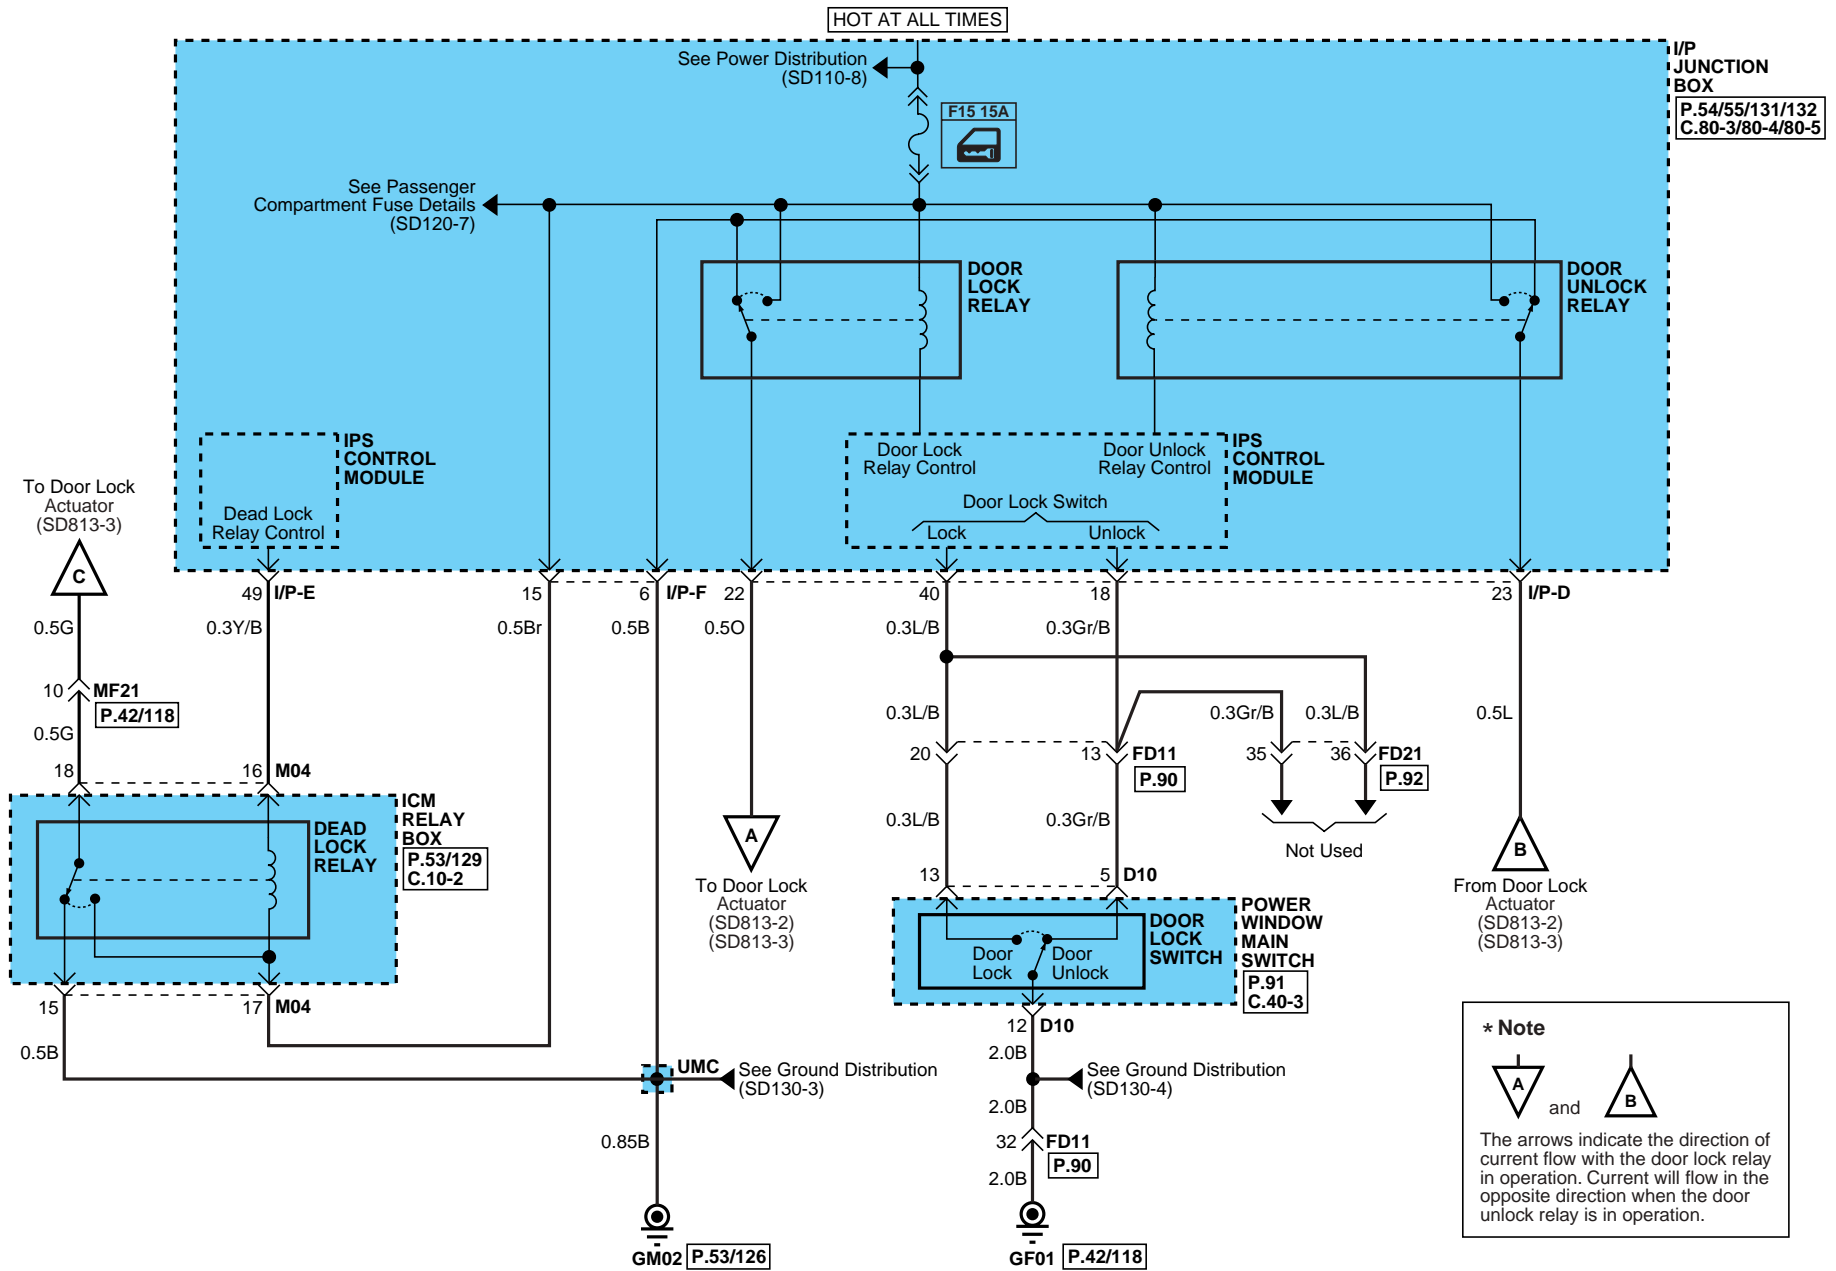 HOT AT ALL TIMES
See Power Distribution
(SD110-8)
I/P
JUNCTION
BOX
P.54/55/131/132
C.80-3/80-4/80-5
F15 15A
See Passenger
Compartment Fuse Details
(SD120-7)
DOOR
LOCK
RELAY
DOOR
UNLOCK
RELAY
IPS
CONTROL
MODULE
Dead Lock
Relay Control
Door Lock
Relay Control
Door Unlock
Relay Control
Door Lock Switch
Lock
Unlock
IPS
CONTROL
MODULE
To Door Lock
Actuator
(SD813-3)
C
49
I/P-E
15
6
I/P-F
22
40
18
23
I/P-D
0.5G
0.3Y/B
0.5Br
0.5B
0.5O
0.3L/B
0.3Gr/B
10
MF21
P.42/118
0.5G
0.3L/B
0.3Gr/B
0.3L/B
0.5L
20
13
FD11
P.90
35
36
FD21
P.92
Not Used
18
16
M04
ICM
RELAY
BOX
P.53/129
C.10-2
DEAD
LOCK
RELAY
A
To Door Lock
Actuator
(SD813-2)
(SD813-3)
0.3L/B
0.3Gr/B
B
From Door Lock
Actuator
(SD813-2)
(SD813-3)
13
5
D10
DOOR
LOCK
SWITCH
Door
Lock
Door
Unlock
POWER
WINDOW
MAIN
SWITCH
P.91
C.40-3
15
17
M04
12
D10
0.5B
2.0B
UMC
See Ground Distribution
(SD130-3)
See Ground Distribution
(SD130-4)
2.0B
0.85B
32
FD11
P.90
2.0B
GM02
P.53/126
GF01
P.42/118
* Note
A
and
B
The arrows indicate the direction of
current flow with the door lock relay
in operation. Current will flow in the
opposite direction when the door
unlock relay is in operation.